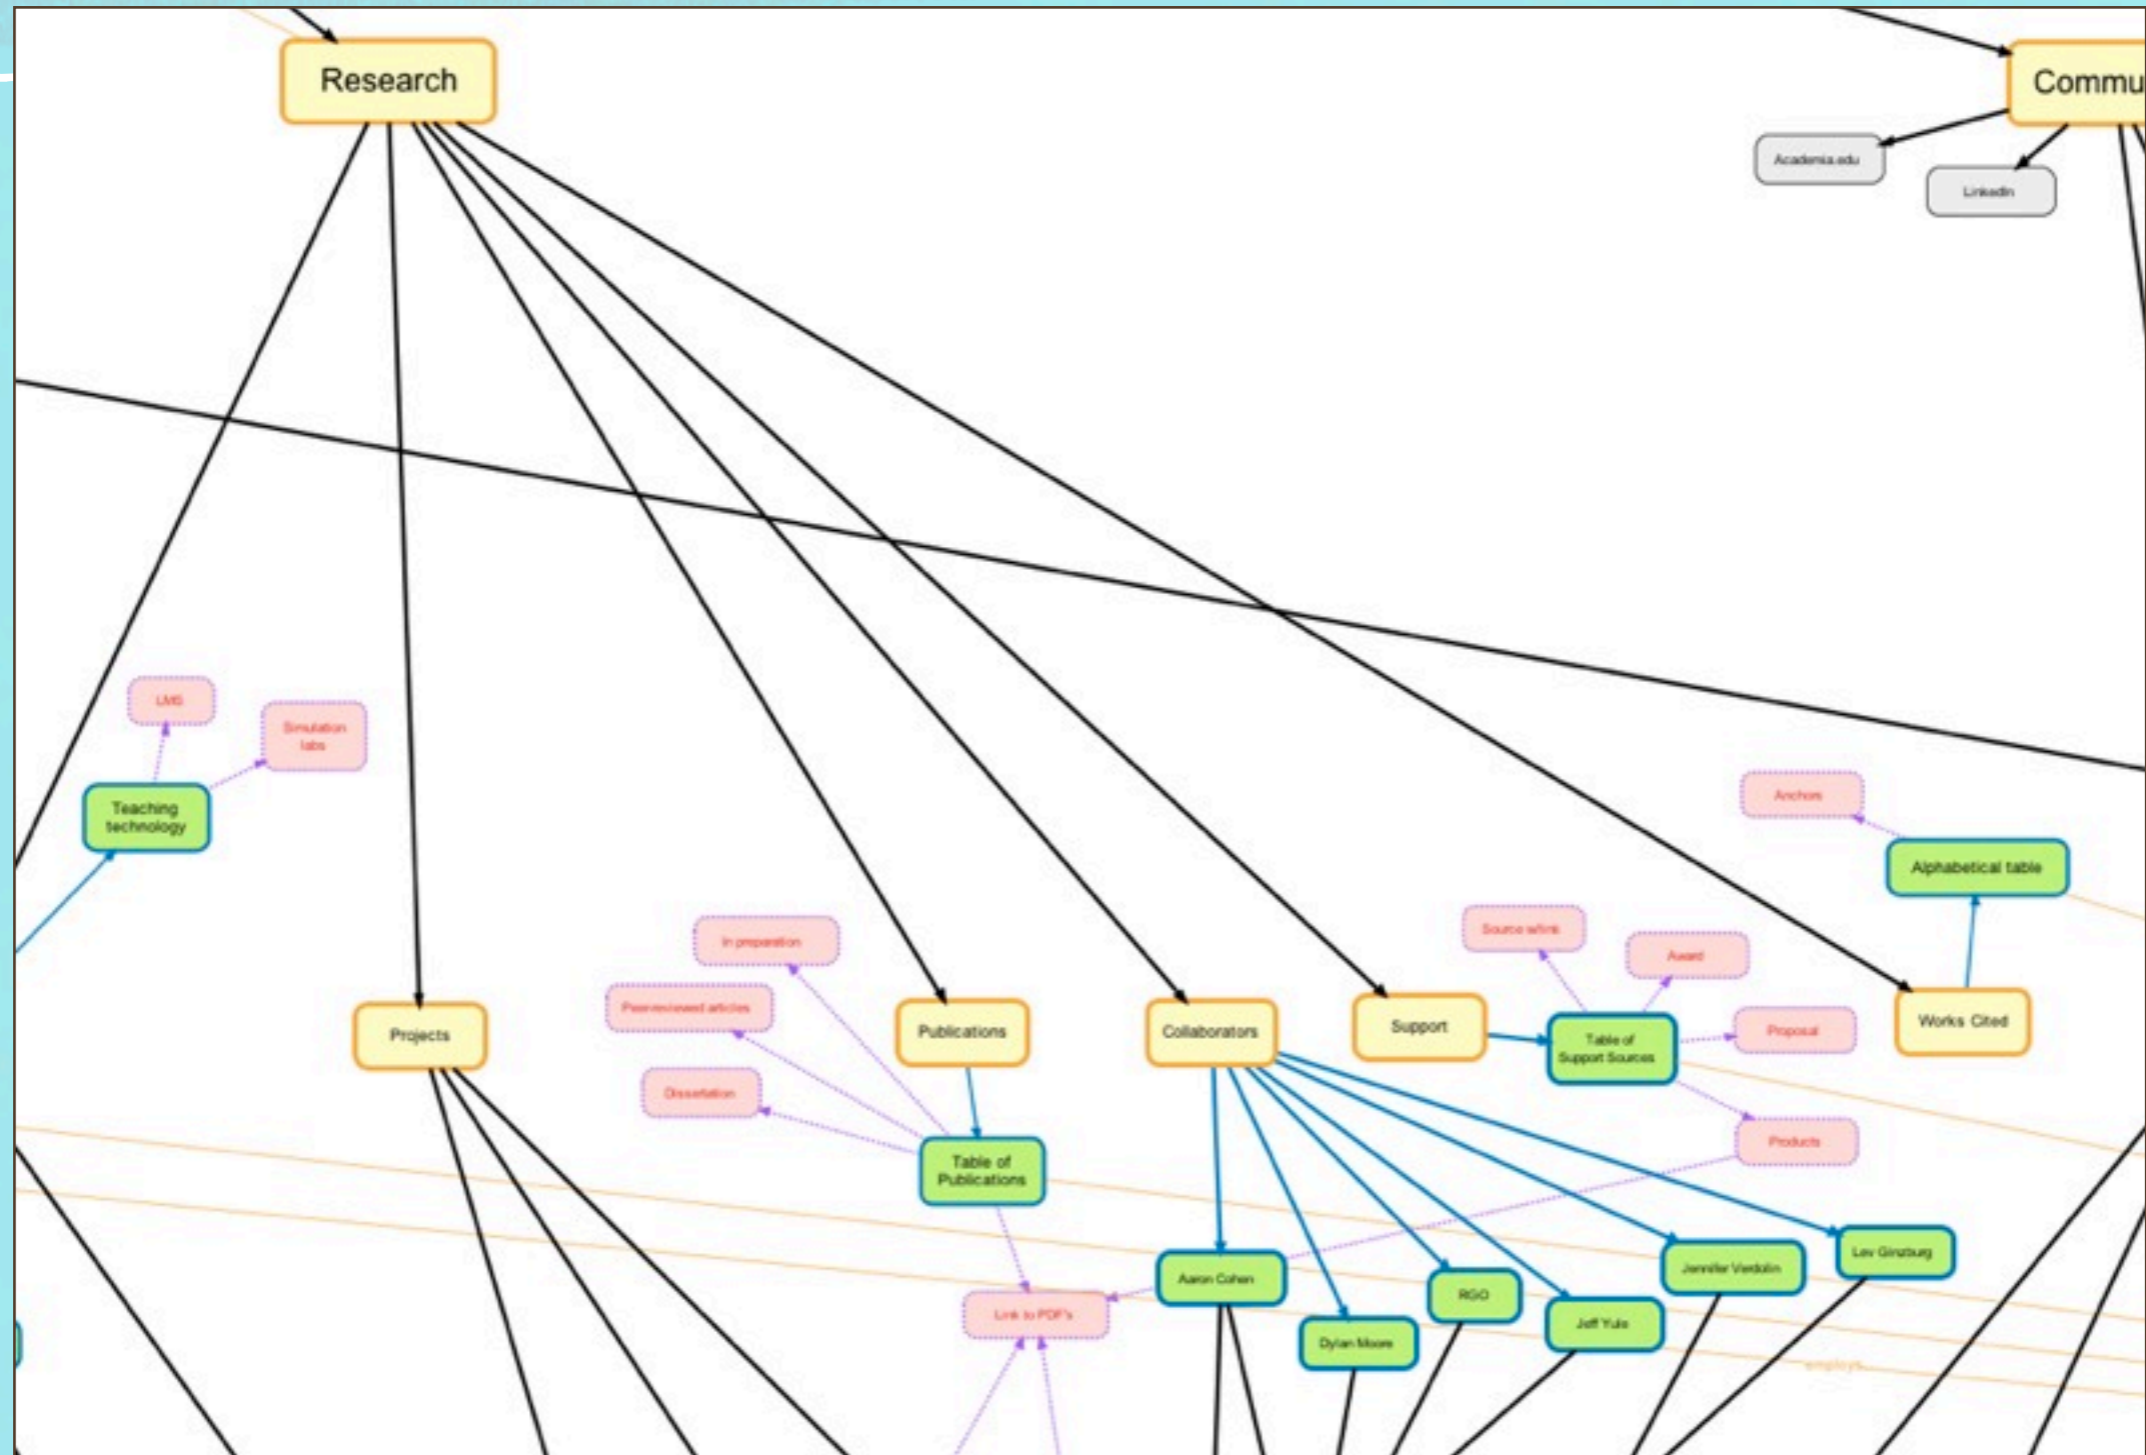 Research
Commu
Academia.edu
LinkedIn
LMS
Simulation
labs
Teaching
technology
Anchors
Alphabetical table
In preparation
Source w/link
Award
Peer-reviewed articles
Projects
Publications
Collaborators
Support
Works Cited
Table of
Support Sources
Proposal
Dissertation
Products
Table of
Publications
Aaron Cohen
Jennifer Verdolin
Lev Ginzburg
RGO
Link to PDF's
Dylan Moore
Jeff Yule
employs